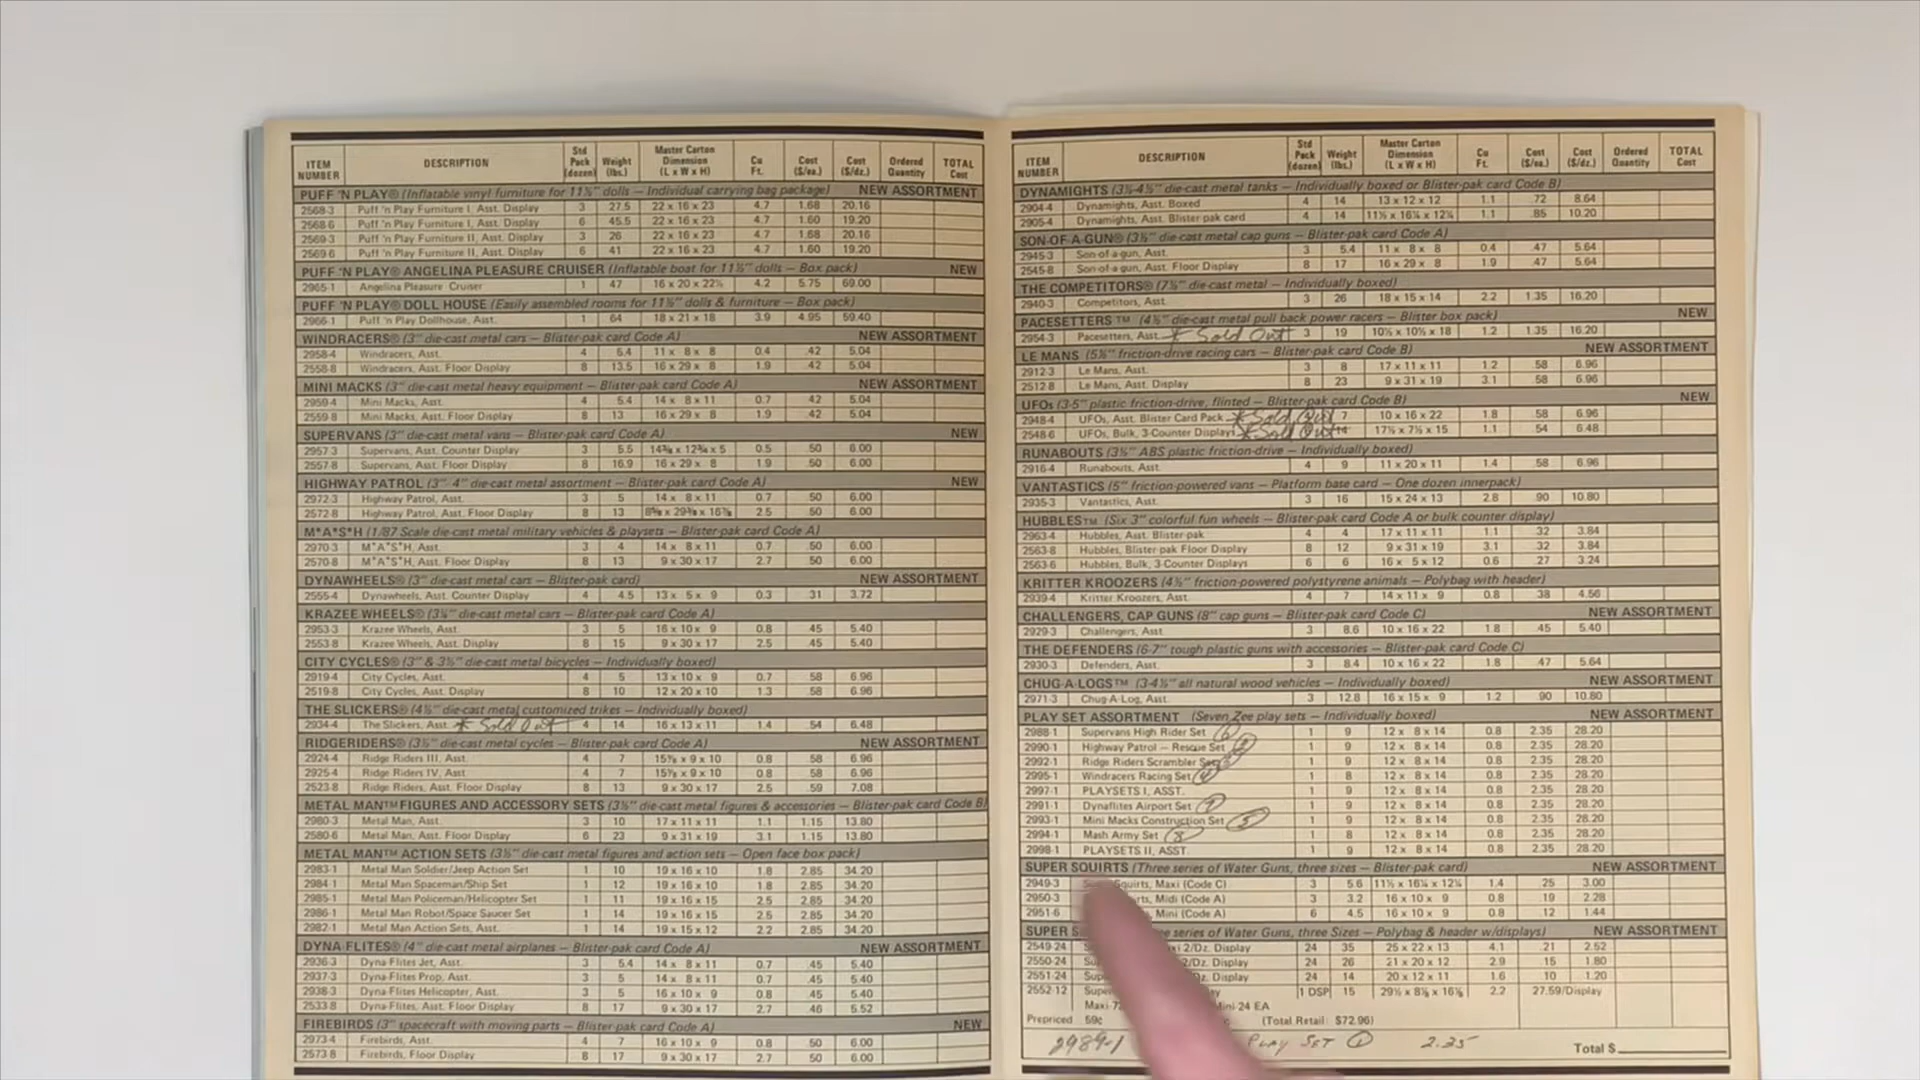 ITEM NUMBER DESCRIPTION Std Pack (dozen) Weight (lbs.) Master Carton Dimension (L x W x H) Cu Ft. Cost ($/ea.) Cost ($/dz.) Ordered Quantity TOTAL Cost
PUFF 'N PLAY® (Inflatable vinyl furniture for 11½" dolls — Individual carrying bag package) NEW ASSORTMENT
2568-3 Puff 'n Play Furniture I, Asst. Display 3 27.5 22 x 16 x 23 4.7 1.68 20.16
2568-6 Puff 'n Play Furniture I, Asst. Display 6 45.5 22 x 16 x 23 4.7 1.60 19.20
2569-3 Puff 'n Play Furniture II, Asst. Display 3 26 22 x 16 x 23 4.7 1.68 20.16
2569-6 Puff 'n Play Furniture II, Asst. Display 6 41 22 x 16 x 23 4.7 1.60 19.20
PUFF 'N PLAY® ANGELINA PLEASURE CRUISER (Inflatable boat for 11½" dolls — Box pack) NEW
2965-1 Angelina Pleasure Cruiser 1 47 16 x 20 x 22½ 4.2 5.75 69.00
PUFF 'N PLAY® DOLL HOUSE (Easily assembled rooms for 11½" dolls & furniture — Box pack)
2966-1 Puff 'n Play Dollhouse, Asst. 1 64 18 x 21 x 18 3.9 4.95 59.40
WINDRACERS® (3" die-cast metal cars — Blister-pak card Code A) NEW ASSORTMENT
2958-4 Windracers, Asst. 4 5.4 11 x 8 x 8 0.4 .42 5.04
2558-8 Windracers, Asst. Floor Display 8 13.5 16 x 29 x 8 1.9 .42 5.04
MINI MACKS (3" die-cast metal heavy equipment — Blister-pak card Code A) NEW ASSORTMENT
2959-4 Mini Macks, Asst. 4 5.4 14 x 8 x 11 0.7 .42 5.04
2559-8 Mini Macks, Asst. Floor Display 8 13 16 x 29 x 8 1.9 .42 5.04
SUPERVANS (3" die-cast metal vans — Blister-pak card Code A) NEW
2957-3 Supervans, Asst. Counter Display 3 5.5 14¾ x 12¾ x 5 0.5 .50 6.00
2557-8 Supervans, Asst. Floor Display 8 16.9 16 x 29 x 8 1.9 .50 6.00
HIGHWAY PATROL (3"- 4" die-cast metal assortment — Blister-pak card Code A) NEW
2972-3 Highway Patrol, Asst. 3 5 14 x 8 x 11 0.7 .50 6.00
2572-8 Highway Patrol, Asst. Floor Display 8 13 2.5 .50 6.00
M*A*S*H (1/87 Scale die-cast metal military vehicles & playsets — Blister-pak card Code A)
2970-3 M*A*S*H, Asst. 3 4 14 x 8 x 11 0.7 .50 6.00
2570-8 M*A*S*H, Asst. Floor Display 8 13 9 x 30 x 17 2.7 .50 6.00
DYNAWHEELS® (3" die-cast metal cars — Blister-pak card) NEW ASSORTMENT
2555-4 Dynawheels, Asst. Counter Display 4 4.5 13 x 5 x 9 0.3 .31 3.72
KRAZEE WHEELS® (3¼" die-cast metal cars — Blister-pak card Code A)
2953-3 Krazee Wheels, Asst. 3 5 16 x 10 x 9 0.8 .45 5.40
2553-8 Krazee Wheels, Asst. Display 8 15 9 x 30 x 17 2.5 .45 5.40
CITY CYCLES® (3" & 3½" die-cast metal bicycles — Individually boxed)
2919-4 City Cycles, Asst. 4 5 13 x 10 x 9 0.7 .58 6.96
2519-8 City Cycles, Asst. Display 8 10 12 x 20 x 10 1.3 .58 6.96
THE SLICKERS® (4½" die-cast metal customized trikes — Individually boxed)
2934-4 The Slickers, Asst. * Sold Out 4 14 16 x 13 x 11 1.4 .54 6.48
RIDGERIDERS® (3½" die-cast metal cycles — Blister-pak card Code A) NEW ASSORTMENT
2924-4 Ridge Riders III, Asst. 4 7 15⅞ x 9 x 10 0.8 .58 6.96
2925-4 Ridge Riders IV, Asst. 4 7 15⅞ x 9 x 10 0.8 .58 6.96
2523-8 Ridge Riders, Asst. Floor Display 8 13 9 x 30 x 17 2.5 .59 7.08
METAL MAN™ FIGURES AND ACCESSORY SETS (3½" die-cast metal figures & accessories — Blister-pak card Code B)
2980-3 Metal Man, Asst. 3 10 17 x 11 x 11 1.1 1.15 13.80
2580-6 Metal Man, Asst. Floor Display 6 23 9 x 31 x 19 3.1 1.15 13.80
METAL MAN™ ACTION SETS (3½" die-cast metal figures and action sets — Open face box pack)
2983-1 Metal Man Soldier/Jeep Action Set 1 10 19 x 16 x 10 1.8 2.85 34.20
2984-1 Metal Man Spaceman/Ship Set 1 12 19 x 16 x 10 1.8 2.85 34.20
2985-1 Metal Man Policeman/Helicopter Set 1 11 19 x 16 x 15 2.5 2.85 34.20
2986-1 Metal Man Robot/Space Saucer Set 1 14 19 x 16 x 15 2.5 2.85 34.20
2982-1 Metal Man Action Sets, Asst. 1 14 19 x 15 x 12 2.2 2.85 34.20
DYNA-FLITES® (4" die-cast metal airplanes — Blister-pak card Code A) NEW ASSORTMENT
2936-3 Dyna-Flites Jet, Asst. 3 5.4 14 x 8 x 11 0.7 .45 5.40
2937-3 Dyna-Flites Prop, Asst. 3 5 14 x 8 x 11 0.7 .45 5.40
2938-3 Dyna-Flites Helicopter, Asst. 3 5 16 x 10 x 9 0.8 .45 5.40
2533-8 Dyna-Flites, Asst. Floor Display 8 17 9 x 30 x 17 2.7 .46 5.52
FIREBIRDS (3" spacecraft with moving parts — Blister-pak card Code A) NEW
2973-4 Firebirds, Asst. 4 7 16 x 10 x 9 0.8 .50 6.00
2573-8 Firebirds, Floor Display 8 17 9 x 30 x 17 2.7 .50 6.00
ITEM NUMBER DESCRIPTION Std Pack (dozen) Weight (lbs.) Master Carton Dimension (L x W x H) Cu Ft. Cost ($/ea.) Cost ($/dz.) Ordered Quantity TOTAL Cost
DYNAMIGHTS (3½-4½" die-cast metal tanks — Individually boxed or Blister-pak card Code B) NEW ASSORTMENT
2904-4 Dynamights, Asst. Boxed 4 14 13 x 12 x 12 1.1 .72 8.64
2905-4 Dynamights, Asst. Blister-pak card 4 14 11½ x 16¼ x 12¼ 1.1 .85 10.20
SON-OF-A-GUN® (3½" die-cast metal cap guns — Blister-pak card Code A)
2945-3 Son-of-a-gun, Asst. 3 5.4 11 x 8 x 8 0.4 .47 5.64
2545-8 Son-of-a-gun, Asst. Floor Display 8 17 16 x 29 x 8 1.9 .47 5.64
THE COMPETITORS® (7½" die-cast metal — Individually boxed)
2940-3 Competitors, Asst. 3 26 18 x 15 x 14 2.2 1.35 16.20
PACESETTERS™ (4½" die-cast metal pull back power racers — Blister box pack) NEW
2954-3 Pacesetters, Asst. * Sold Out 3 19 10½ x 10½ x 18 1.2 1.35 16.20
LE MANS (5½" friction-drive racing cars — Blister-pak card Code B) NEW ASSORTMENT
2912-3 Le Mans, Asst. 3 8 17 x 11 x 11 1.2 .58 6.96
2512-8 Le Mans, Asst. Display 8 23 9 x 31 x 19 3.1 .58 6.96
UFOs (3-5" plastic friction-drive, flinted — Blister-pak card Code B) NEW
2948-4 UFOs, Asst. Blister Card Pack * Sold Out 7 10 x 16 x 22 1.8 .58 6.96
2548-6 UFOs, Bulk, 3-Counter Displays * Sold Out 14 17½ x 7½ x 15 1.1 .54 6.48
RUNABOUTS (3½" ABS plastic friction-drive — Individually boxed)
2916-4 Runabouts, Asst. 4 9 11 x 20 x 11 1.4 .58 6.96
VANTASTICS (5" friction-powered vans — Platform base card — One dozen innerpack)
2935-3 Vantastics, Asst. 3 16 15 x 24 x 13 2.8 .90 10.80
HUBBLES™ (Six 3" colorful fun wheels — Blister-pak card Code A or bulk counter display)
2963-4 Hubbles, Asst. Blister-pak 4 4 17 x 11 x 11 1.1 .32 3.84
2563-8 Hubbles, Blister-pak Floor Display 8 12 9 x 31 x 19 3.1 .32 3.84
2563-6 Hubbles, Bulk, 3-Counter Displays 6 6 16 x 5 x 12 0.6 .27 3.24
KRITTER KROOZERS (4½" friction-powered polystyrene animals — Polybag with header)
2939-4 Kritter Kroozers, Asst. 4 7 14 x 11 x 9 0.8 .38 4.56
CHALLENGERS, CAP GUNS (8" cap guns — Blister-pak card Code C) NEW ASSORTMENT
2929-3 Challengers, Asst. 3 8.6 10 x 16 x 22 1.8 .45 5.40
THE DEFENDERS (6-7" tough plastic guns with accessories — Blister-pak card Code C)
2930-3 Defenders, Asst. 3 8.4 10 x 16 x 22 1.8 .47 5.64
CHUG-A-LOGS™ (3-4½" all natural wood vehicles — Blister-pak card Code C) NEW ASSORTMENT
2971-3 Chug-A-Log, Asst. 3 12.8 16 x 15 x 9 1.2 .90 10.80
PLAY SET ASSORTMENT (Seven Zee play sets — Individually boxed) NEW ASSORTMENT
2988-1 Supervans High Rider Set 1 9 12 x 8 x 14 0.8 2.35 28.20
2990-1 Highway Patrol — Rescue Set 1 9 12 x 8 x 14 0.8 2.35 28.20
2992-1 Ridge Riders Scrambler Set 1 9 12 x 8 x 14 0.8 2.35 28.20
2995-1 Windracers Racing Set 1 8 12 x 8 x 14 0.8 2.35 28.20
2997-1 PLAYSETS I, ASST. 1 9 12 x 8 x 14 0.8 2.35 28.20
2991-1 Dynaflites Airport Set 1 9 12 x 8 x 14 0.8 2.35 28.20
2993-1 Mini Macks Construction Set 5 1 9 12 x 8 x 14 0.8 2.35 28.20
2994-1 Mash Army Set 8 1 8 12 x 8 x 14 0.8 2.35 28.20
2998-1 PLAYSETS II, ASST. 1 9 12 x 8 x 14 0.8 2.35 28.20
SUPER SQUIRTS (Three series of Water Guns, three sizes — Blister-pak card) NEW ASSORTMENT
2949-3 Squirts, Maxi (Code C) 3 5.6 11½ x 16¼ x 12¼ 1.4 .25 3.00
2950-3 Midi (Code A) 3 3.2 16 x 10 x 9 0.8 .19 2.28
2951-6 Mini (Code A) 6 4.5 16 x 10 x 9 0.8 .12 1.44
SUPER series of Water Guns, three Sizes — Polybag & header w/displays) NEW ASSORTMENT
2549-24 2/Dz. Display 24 35 25 x 22 x 13 4.1 .21 2.52
2550-24 2/Dz. Display 24 26 21 x 20 x 12 2.9 .15 1.80
2551-24 Dz. Display 24 14 20 x 12 x 11 1.6 .10 1.20
2552-12 1 DSP 15 29½ x 8⅛ x 16⅛ 2.2 27.59/Display
Maxi-7 Mini-24 EA
Prepriced 59¢ (Total Retail: $72.96)
2989-1 PLAY SET 1 2.35 Total $